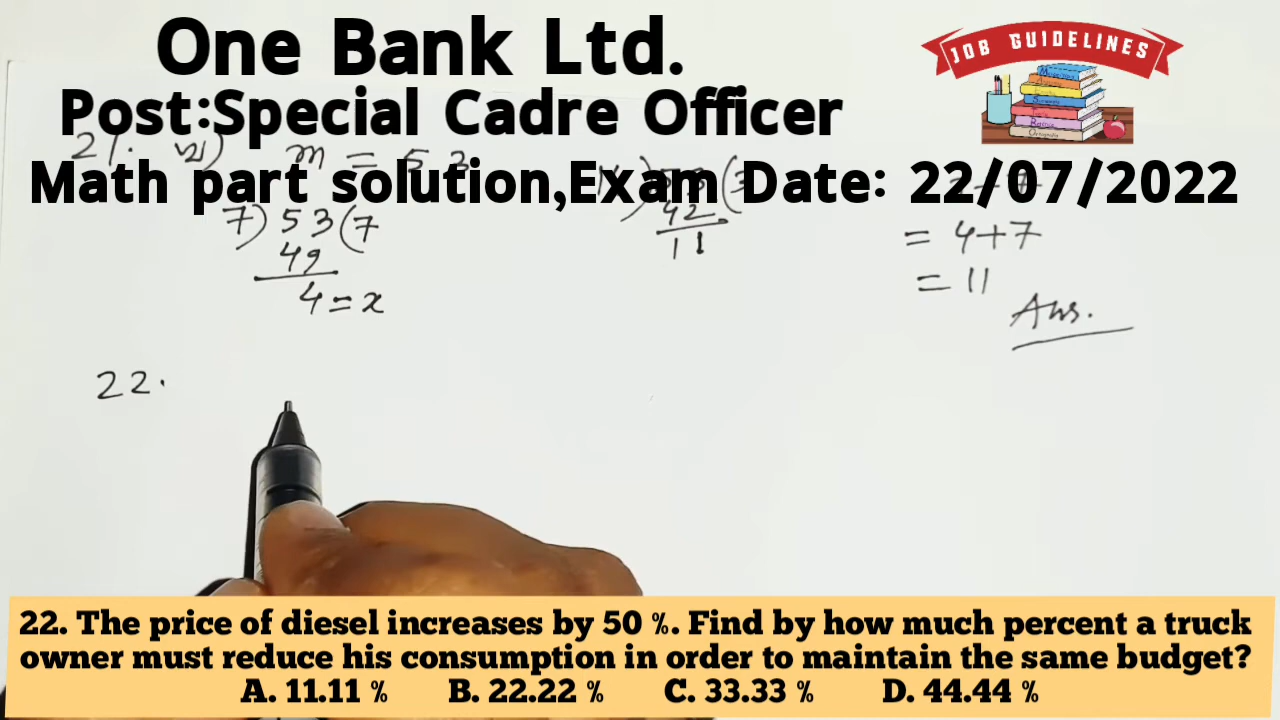 One Bank Ltd.
JOB GUIDELINES
Post:Special Cadre Officer
21. m = 53
Math part solution,Exam Date: 22/07/2022
7) 53 (7
49
4 = x
42
11
= 4+7
= 11
Ans.
22.
22. The price of diesel increases by 50 %. Find by how much percent a truck
owner must reduce his consumption in order to maintain the same budget?
A. 11.11 % B. 22.22 % C. 33.33 % D. 44.44 %